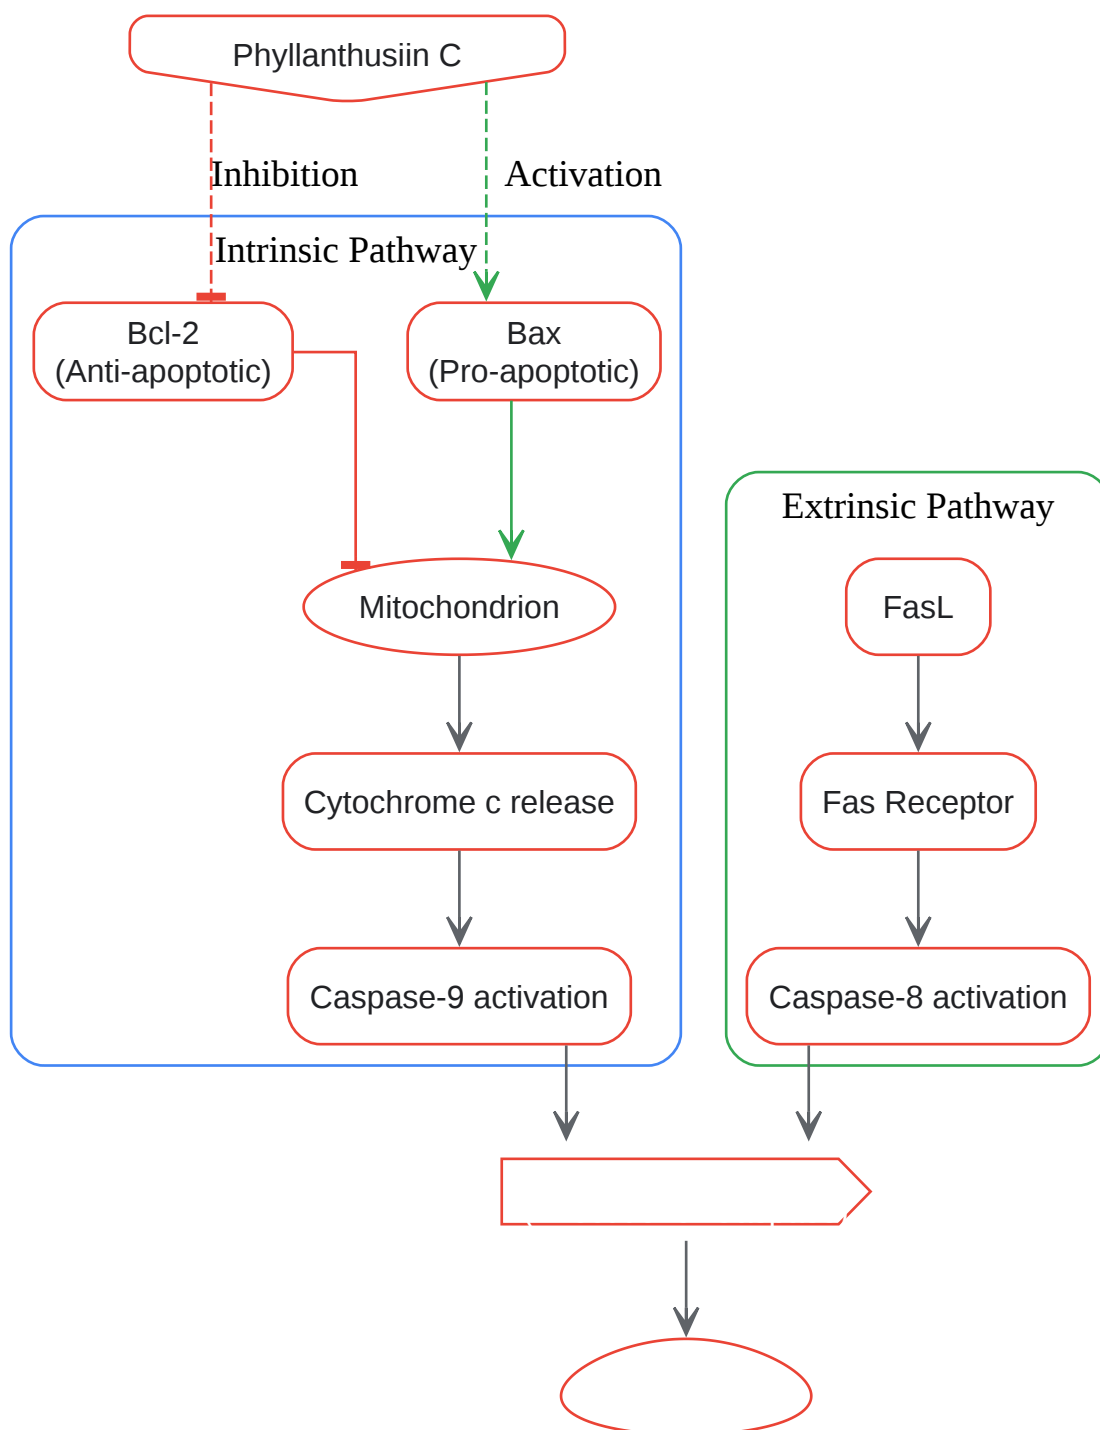 Phyllanthusiin C
Inhibition
Activation
Intrinsic Pathway
Bcl-2
(Anti-apoptotic)
Bax
(Pro-apoptotic)
Extrinsic Pathway
Mitochondrion
FasL
Cytochrome c release
Fas Receptor
Caspase-9 activation
Caspase-8 activation